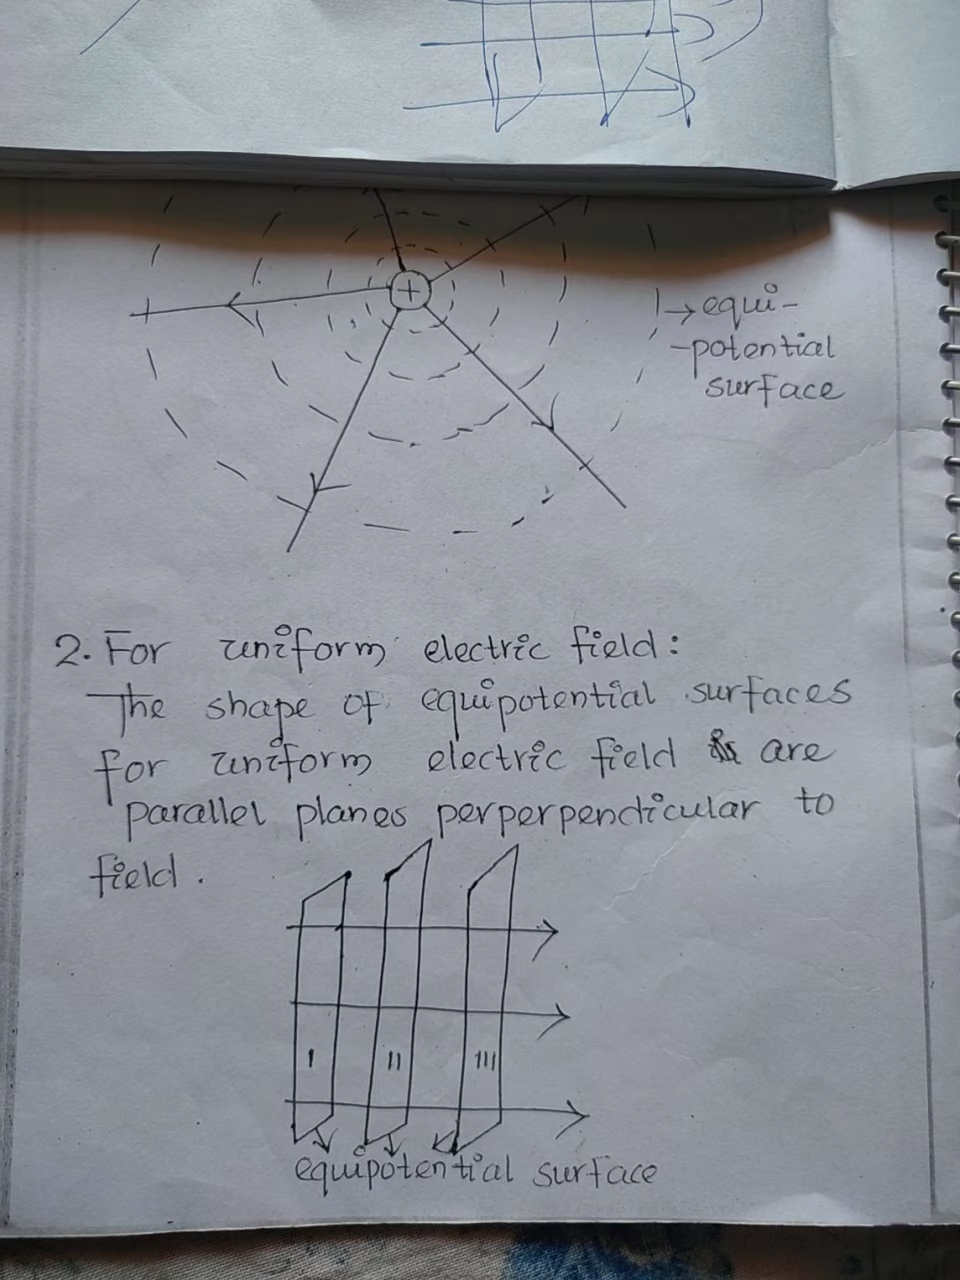 +
→equi-
-potential
surface
2. For uniform electric field:
The shape of equipotential surfaces
for uniform electric field are
parallel planes perperpendicular to
field.
I II III
equipotential surface